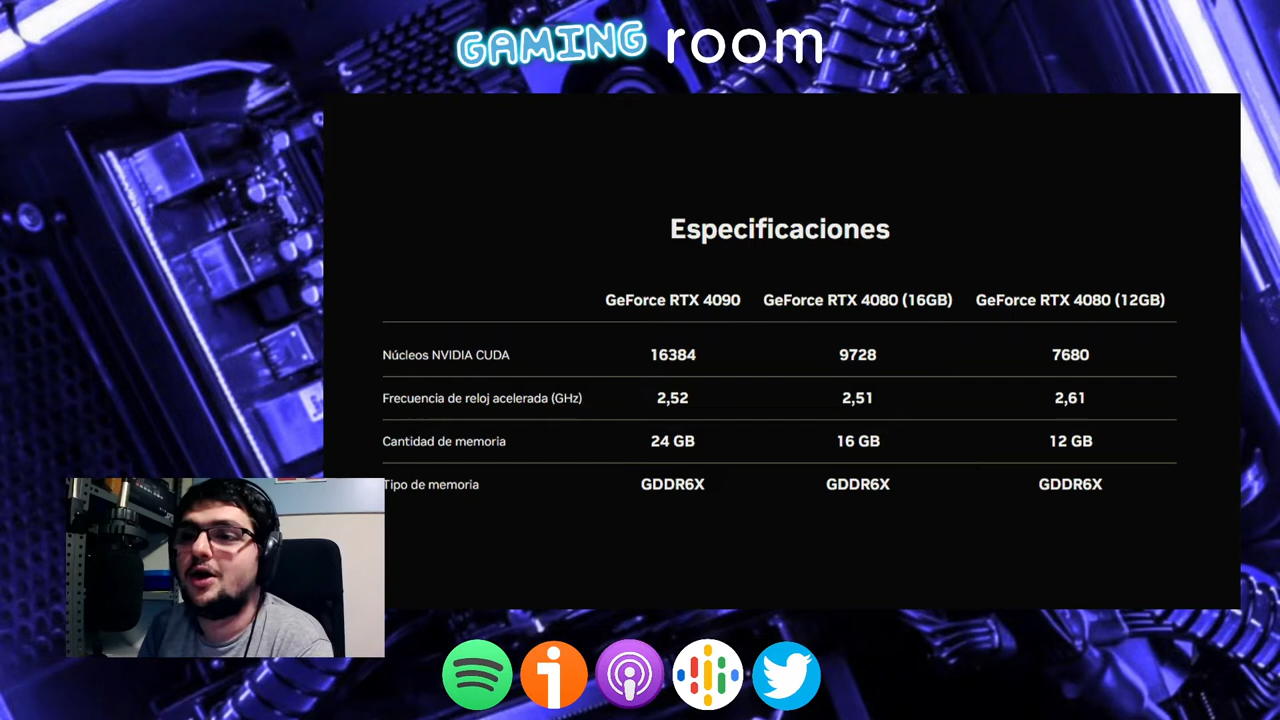 GAMING room
Especificaciones
GeForce RTX 4090 GeForce RTX 4080 (16GB) GeForce RTX 4080 (12GB)
Núcleos NVIDIA CUDA 16384 9728 7680
Frecuencia de reloj acelerada (GHz) 2,52 2,51 2,61
Cantidad de memoria 24 GB 16 GB 12 GB
Tipo de memoria GDDR6X GDDR6X GDDR6X